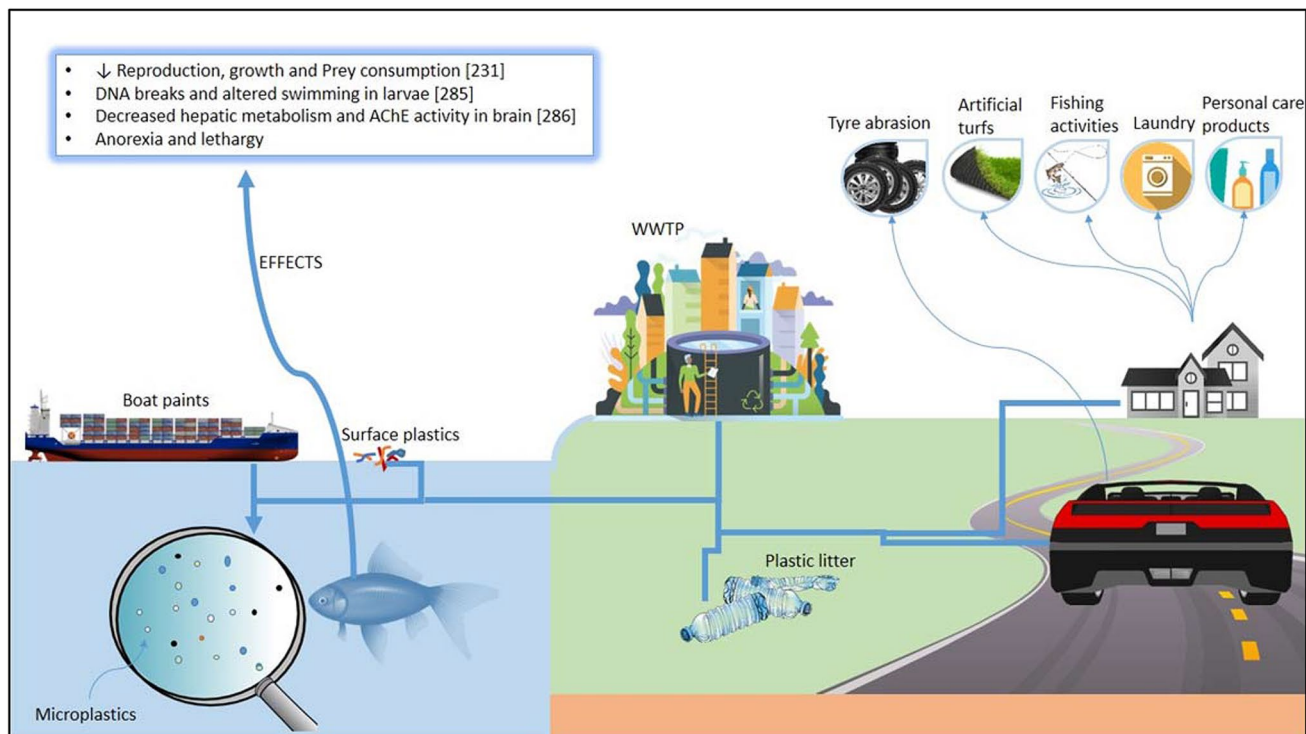 • ↓ Reproduction, growth and Prey consumption [231]
• DNA breaks and altered swimming in larvae [285]
• Decreased hepatic metabolism and AChE activity in brain [286]
• Anorexia and lethargy
Tyre abrasion
Artificial
turfs
Fishing
activities
Laundry
Personal care
products
WWTP
EFFECTS
Boat paints
Surface plastics
Plastic litter
Microplastics